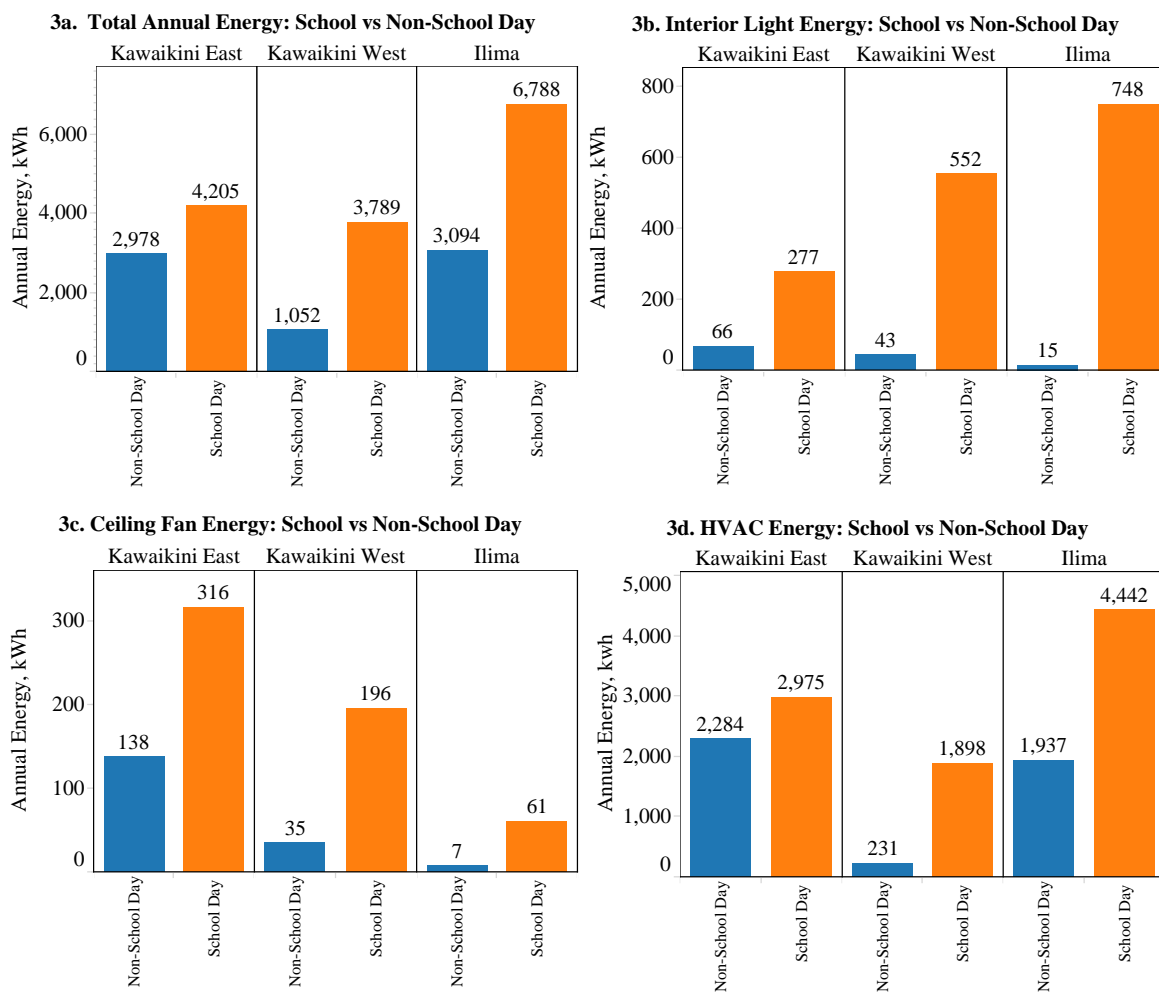 3a. Total Annual Energy: School vs Non-School Day
Kawaikini East Kawaikini West Ilima
Annual Energy, kWh
6,000
4,000
2,000
0
2,978
4,205
1,052
3,789
3,094
6,788
Non-School Day
School Day
Non-School Day
School Day
Non-School Day
School Day
3b. Interior Light Energy: School vs Non-School Day
Kawaikini East Kawaikini West Ilima
Annual Energy, kWh
800
600
400
200
0
66
277
43
552
15
748
Non-School Day
School Day
Non-School Day
School Day
Non-School Day
School Day
3c. Ceiling Fan Energy: School vs Non-School Day
Kawaikini East Kawaikini West Ilima
Annual Energy, kWh
300
200
100
0
138
316
35
196
7
61
Non-School Day
School Day
Non-School Day
School Day
Non-School Day
School Day
3d. HVAC Energy: School vs Non-School Day
Kawaikini East Kawaikini West Ilima
Annual Energy, kwh
5,000
4,000
3,000
2,000
1,000
0
2,284
2,975
231
1,898
1,937
4,442
Non-School Day
School Day
Non-School Day
School Day
Non-School Day
School Day